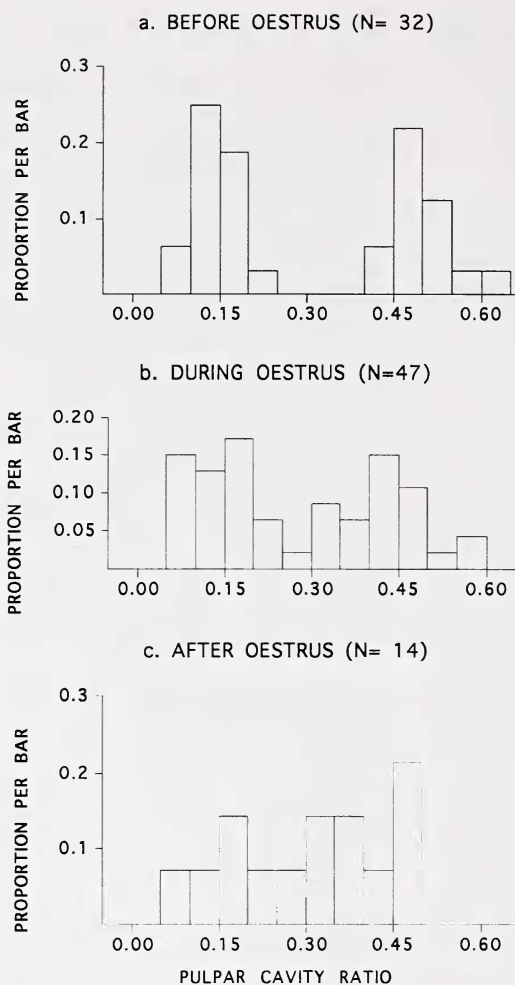 a. BEFORE OESTRUS (N= 32)
0.3
0.2
0.1
PROPORTION PER BAR
0.00 0.15 0.30 0.45 0.60
b. DURING OESTRUS (N=47)
0.20
0.15
0.10
0.05
PROPORTION PER BAR
0.00 0.15 0.30 0.45 0.60
c. AFTER OESTRUS (N= 14)
0.3
0.2
0.1
PROPORTION PER BAR
0.00 0.15 0.30 0.45 0.60
PULPAR CAVITY RATIO